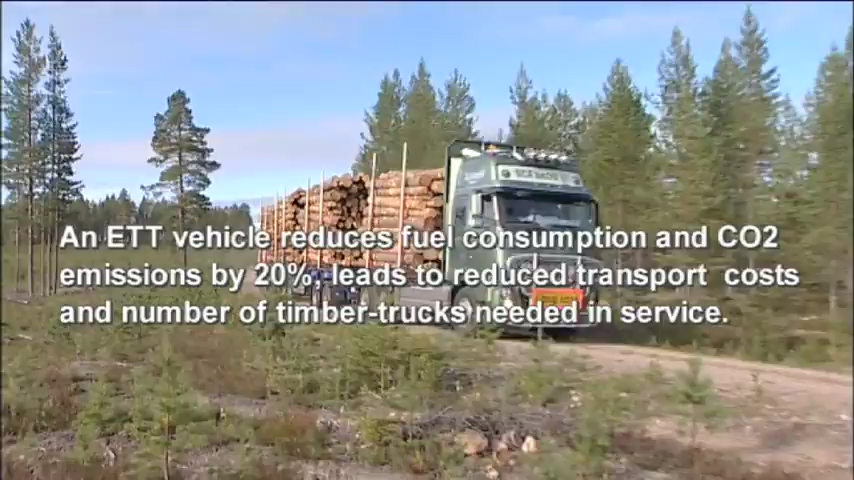 An ETT vehicle reduces fuel consumption and CO2
emissions by 20%, leads to reduced transport costs
and number of timber-trucks needed in service.